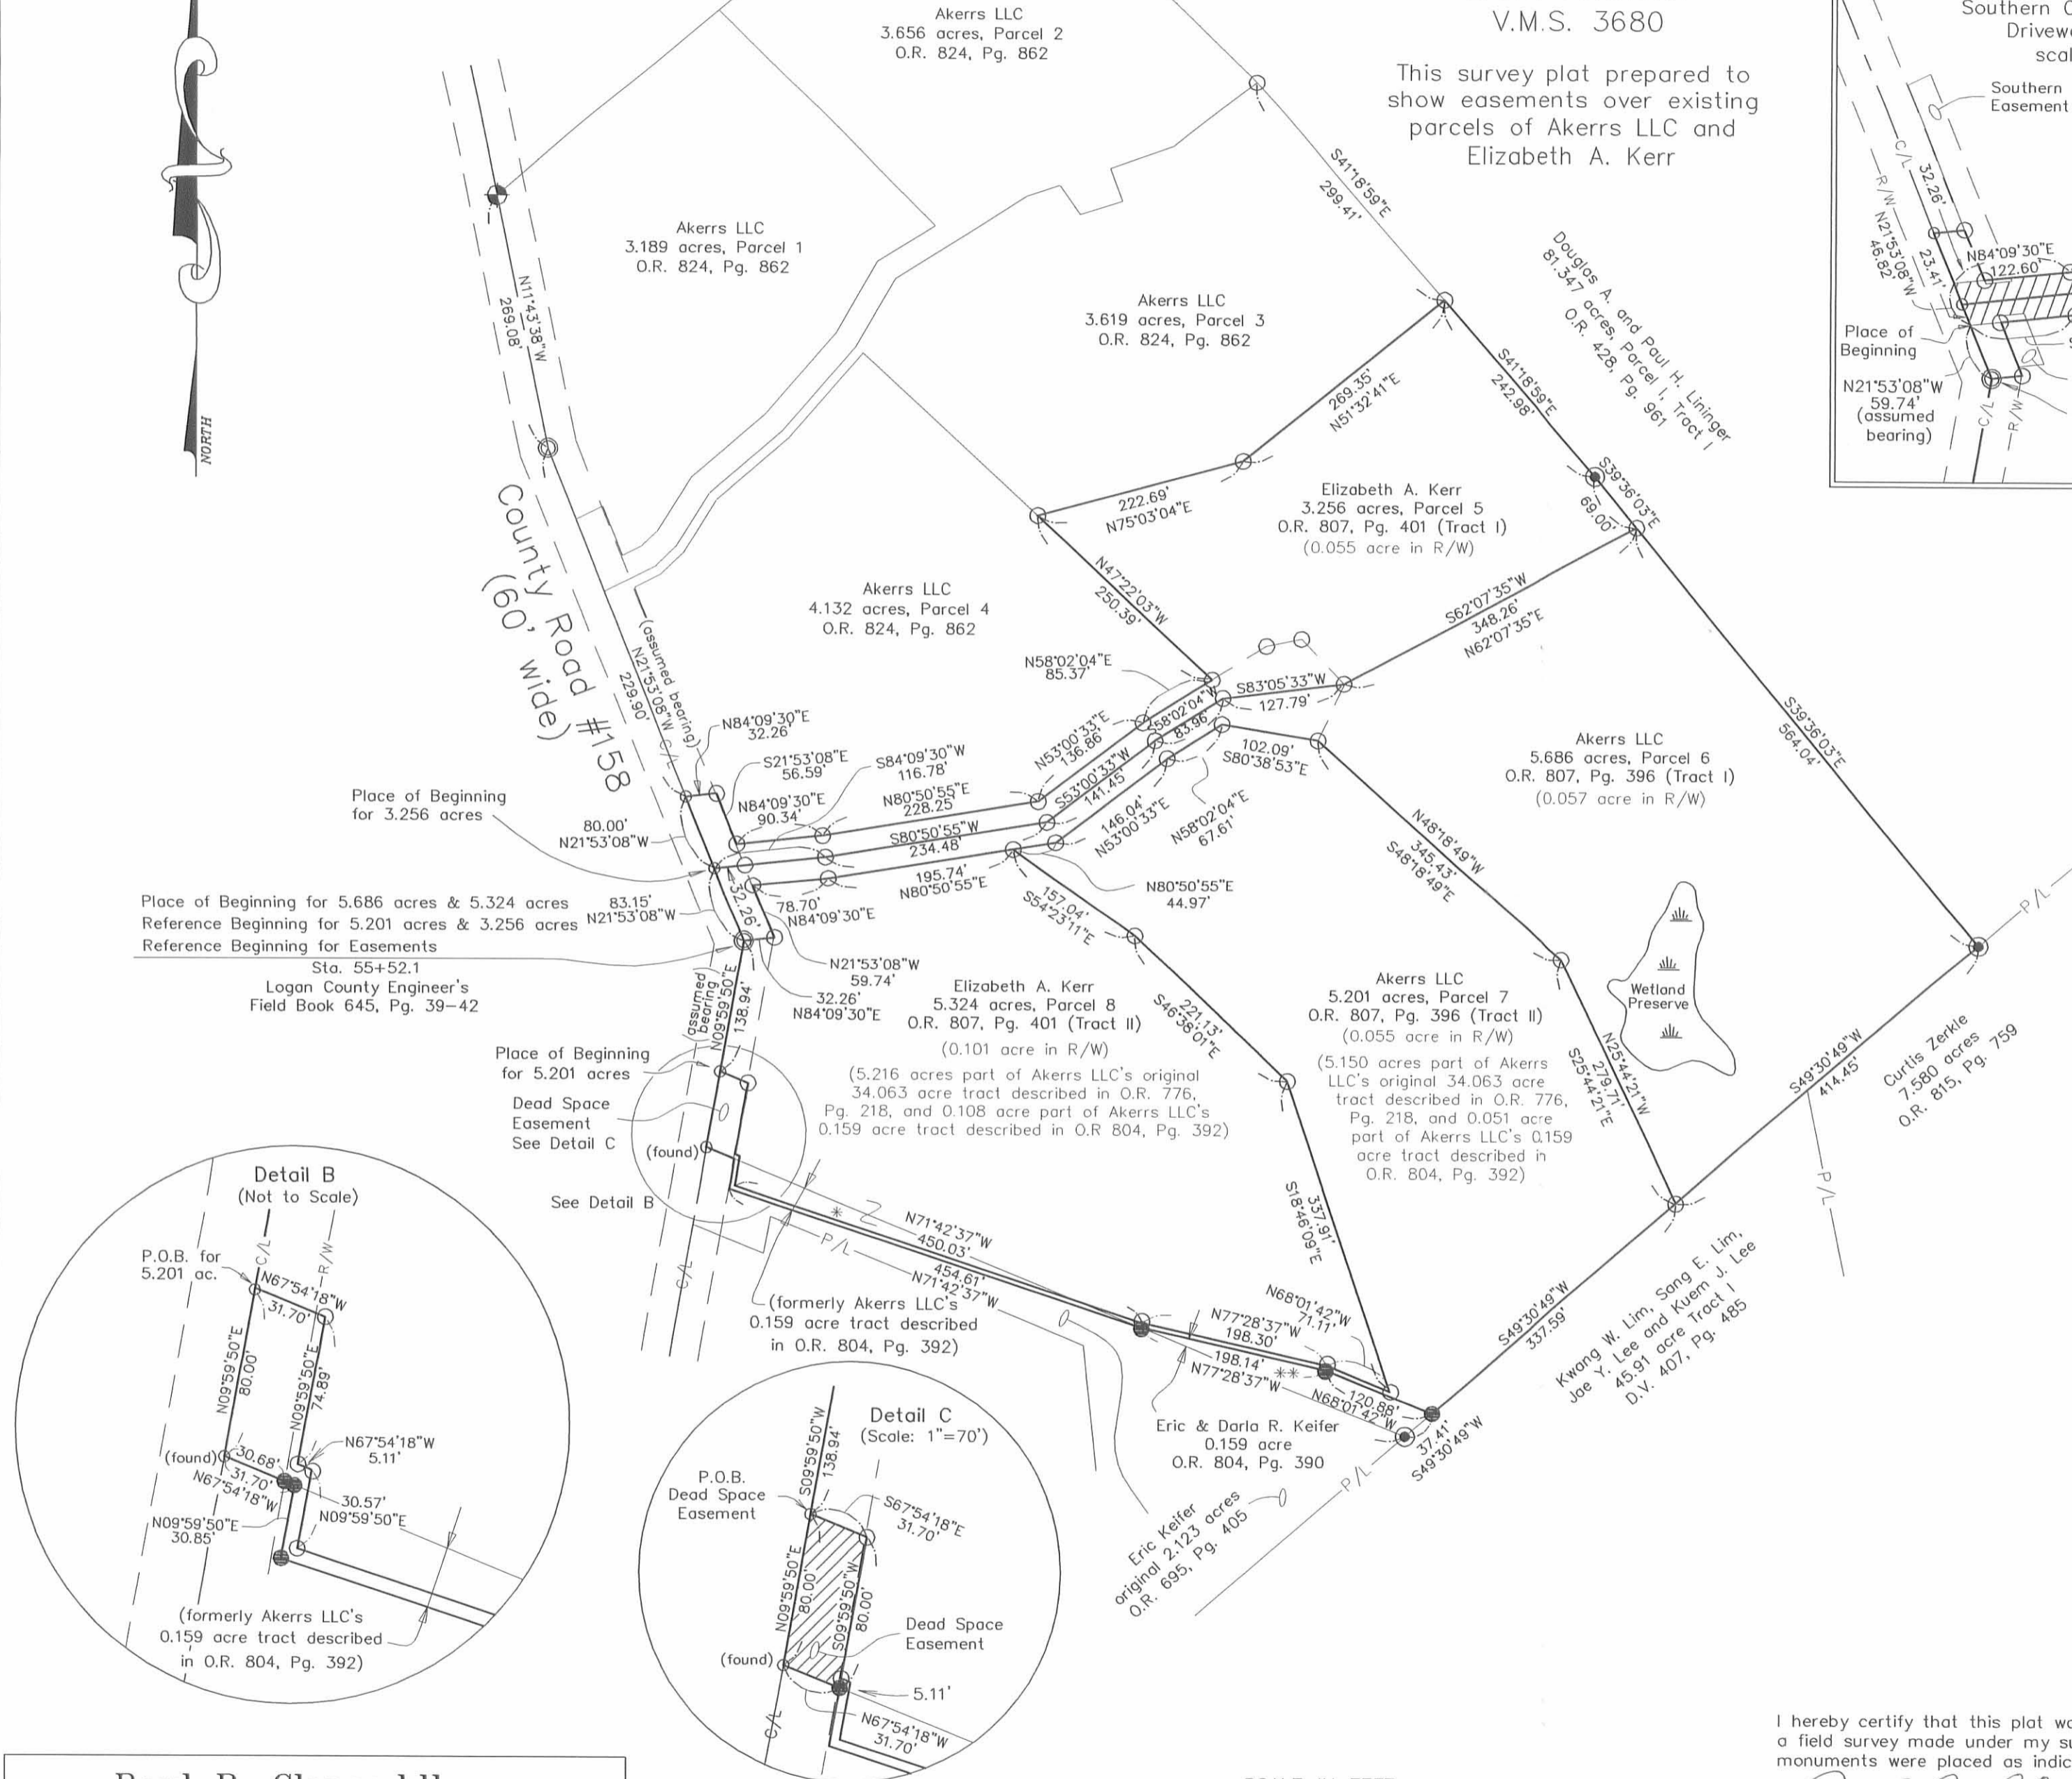 Akerrs LLC
3.656 acres, Parcel 2
O.R. 824, Pg. 862
V.M.S. 3680
This survey plat prepared to
show easements over existing
parcels of Akerrs LLC and
Elizabeth A. Kerr
Southern
Easement
C/L
32.26'
R/W
N21°53'08"W
46.82'
23.41'
N84°09'30"E
122.60'
Place of
Beginning
N21°53'08"W
59.74'
(assumed
bearing)
C/L
R/W
NORTH
Akerrs LLC
3.189 acres, Parcel 1
O.R. 824, Pg. 862
N11°43'38"W
269.08'
S41°18'59"E
299.41'
Akerrs LLC
3.619 acres, Parcel 3
O.R. 824, Pg. 862
Douglas A. and Paul H. Lininger
81.347 acres, Parcel I, Tract I
O.R. 428, Pg. 961
S41°18'59"E
242.98'
269.35'
N51°32'41"E
222.69'
N75°03'04"E
S39°36'03"E
69.00'
Elizabeth A. Kerr
3.256 acres, Parcel 5
O.R. 807, Pg. 401 (Tract I)
(0.055 acre in R/W)
County Road #158
(60' wide)
Akerrs LLC
4.132 acres, Parcel 4
O.R. 824, Pg. 862
N47°22'03"W
250.39'
S62°07'35"W
348.26'
N62°07'35"E
(assumed bearing)
N21°53'08"W
229.90'
C/L
N58°02'04"E
85.37'
S83°05'33"W
127.79'
S58°02'04"W
83.96'
N84°09'30"E
32.26'
S21°53'08"E
56.59'
S84°09'30"W
116.78'
N53°00'33"E
136.86'
S53°00'33"W
141.45'
102.09'
S80°38'53"E
Akerrs LLC
5.686 acres, Parcel 6
O.R. 807, Pg. 396 (Tract I)
(0.057 acre in R/W)
S39°36'03"E
564.04'
Place of Beginning
for 3.256 acres
80.00'
N21°53'08"W
N84°09'30"E
90.34'
N80°50'55"E
228.25'
S80°50'55"W
234.48'
146.04'
N53°00'33"E
N58°02'04"E
67.61'
N48°18'49"W
345.43'
S48°18'49"E
195.74'
N80°50'55"E
N80°50'55"E
44.97'
Place of Beginning for 5.686 acres & 5.324 acres
Reference Beginning for 5.201 acres & 3.256 acres
Reference Beginning for Easements
Sta. 55+52.1
Logan County Engineer's
Field Book 645, Pg. 39-42
83.15'
N21°53'08"W
32.26'
78.70'
N84°09'30"E
157.04'
S54°23'11"E
N21°53'08"W
59.74'
32.26'
N84°09'30"E
(assumed
bearing)
N09°59'50"E
138.94'
Elizabeth A. Kerr
5.324 acres, Parcel 8
O.R. 807, Pg. 401 (Tract II)
(0.101 acre in R/W)
(5.216 acres part of Akerrs LLC's original
34.063 acre tract described in O.R. 776,
Pg. 218, and 0.108 acre part of Akerrs LLC's
0.159 acre tract described in O.R 804, Pg. 392)
221.13'
S46°38'01"E
Akerrs LLC
5.201 acres, Parcel 7
O.R. 807, Pg. 396 (Tract II)
(0.055 acre in R/W)
(5.150 acres part of Akerrs
LLC's original 34.063 acre
tract described in O.R. 776,
Pg. 218, and 0.051 acre
part of Akerrs LLC's 0.159
acre tract described in
O.R. 804, Pg. 392)
N25°44'21"W
279.71'
S25°44'21"E
Wetland
Preserve
P/L
S49°30'49"W
414.45'
Curtis Zerkle
7.580 acres
O.R. 815, Pg. 759
P/L
Place of Beginning
for 5.201 acres
Dead Space
Easement
See Detail C
(found)
See Detail B
*
N71°42'37"W
450.03'
454.61'
N71°42'37"W
P/L
C/L
337.91'
S18°46'09"E
(formerly Akerrs LLC's
0.159 acre tract described
in O.R. 804, Pg. 392)
N68°01'42"W
71.11'
N77°28'37"W
198.30'
198.14'
N77°28'37"W
**
120.88'
N68°01'42"W
37.41'
S49°30'49"W
S49°30'49"W
337.59'
Kwang W. Lim, Sang E. Lim,
Jae Y. Lee and Kuem J. Lee
45.91 acre Tract I
D.V. 407, Pg. 485
Eric & Darla R. Keifer
0.159 acre
O.R. 804, Pg. 390
P/L
Eric Keifer
original 2.123 acres
O.R. 695, Pg. 405
Detail B
(Not to Scale)
C/L
R/W
P.O.B. for
5.201 ac.
N67°54'18"W
31.70'
N09°59'50"E
80.00'
N09°59'50"E
74.89'
N67°54'18"W
5.11'
(found)
30.68'
31.70'
N67°54'18"W
30.57'
N09°59'50"E
N09°59'50"E
30.85'
(formerly Akerrs LLC's
0.159 acre tract described
in O.R. 804, Pg. 392)
Detail C
(Scale: 1"=70')
S09°59'50"W
138.94'
P.O.B.
Dead Space
Easement
S67°54'18"E
31.70'
N09°59'50"E
80.00'
S09°59'50"W
80.00'
Dead Space
Easement
(found)
5.11'
N67°54'18"W
31.70'
C/L
I hereby certify that this plat
a field survey made under my
monuments were placed as